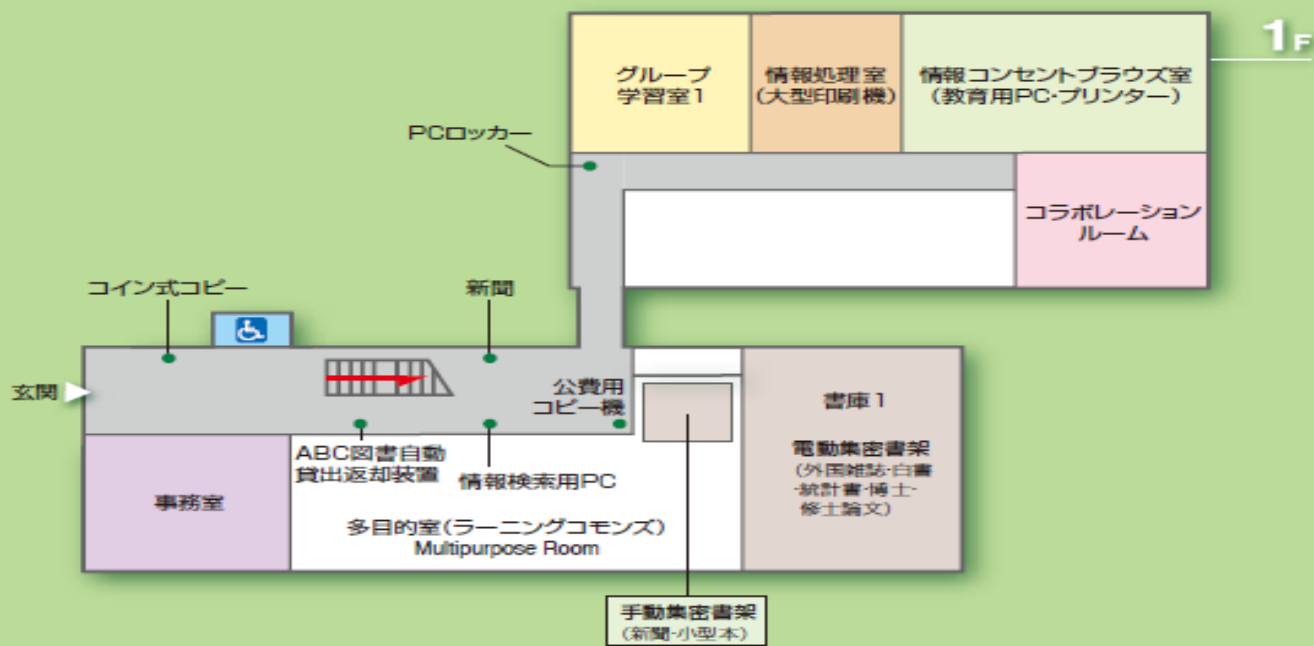 1F
グループ
学習室1
情報処理室
(大型印刷機)
情報コンセントブラウズ室
(教育用PC・プリンター)
PCロッカー
コラボレーション
ルーム
コイン式コピー
新聞
玄関
公費用
コピー機
書庫1
電動集密書架
(外国雑誌・白書
・統計書・博士・
修士論文)
ABC図書自動
貸出返却装置
情報検索用PC
事務室
多目的室(ラーニングコモンズ)
Multipurpose Room
手動集密書架
(新聞・小型本)